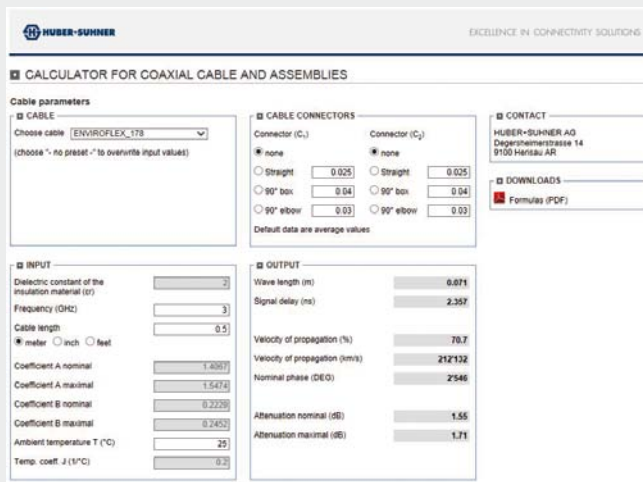 HUBER+SUHNER
EXCELLENCE IN CONNECTIVITY SOLUTIONS
CALCULATOR FOR COAXIAL CABLE AND ASSEMBLIES
Cable parameters
CABLE
Choose cable ENVIROFLEX_178
(choose "- no preset -" to overwrite input values)
CABLE CONNECTORS
Connector (C1) Connector (C2)
none none
Straight 0.025 Straight 0.025
90° box 0.04 90° box 0.04
90° elbow 0.03 90° elbow 0.03
Default data are average values
CONTACT
HUBER+SUHNER AG
Degersheimerstrasse 14
9100 Herisau AR
DOWNLOADS
Formulas (PDF)
INPUT
Dielectric constant of the
insulation material (εr) 2
Frequency (GHz) 3
Cable length 0.5
meter inch feet
Coefficient A nominal 1.4067
Coefficient A maximal 1.5474
Coefficient B nominal 0.2229
Coefficient B maximal 0.2452
Ambient temperature T (°C) 25
Temp. coeff. J (1/°C) 0.2
OUTPUT
Wave length (m) 0.071
Signal delay (ns) 2.357
Velocity of propagation (%) 70.7
Velocity of propagation (km/s) 212'132
Nominal phase (DEG) 2'546
Attenuation nominal (dB) 1.55
Attenuation maximal (dB) 1.71